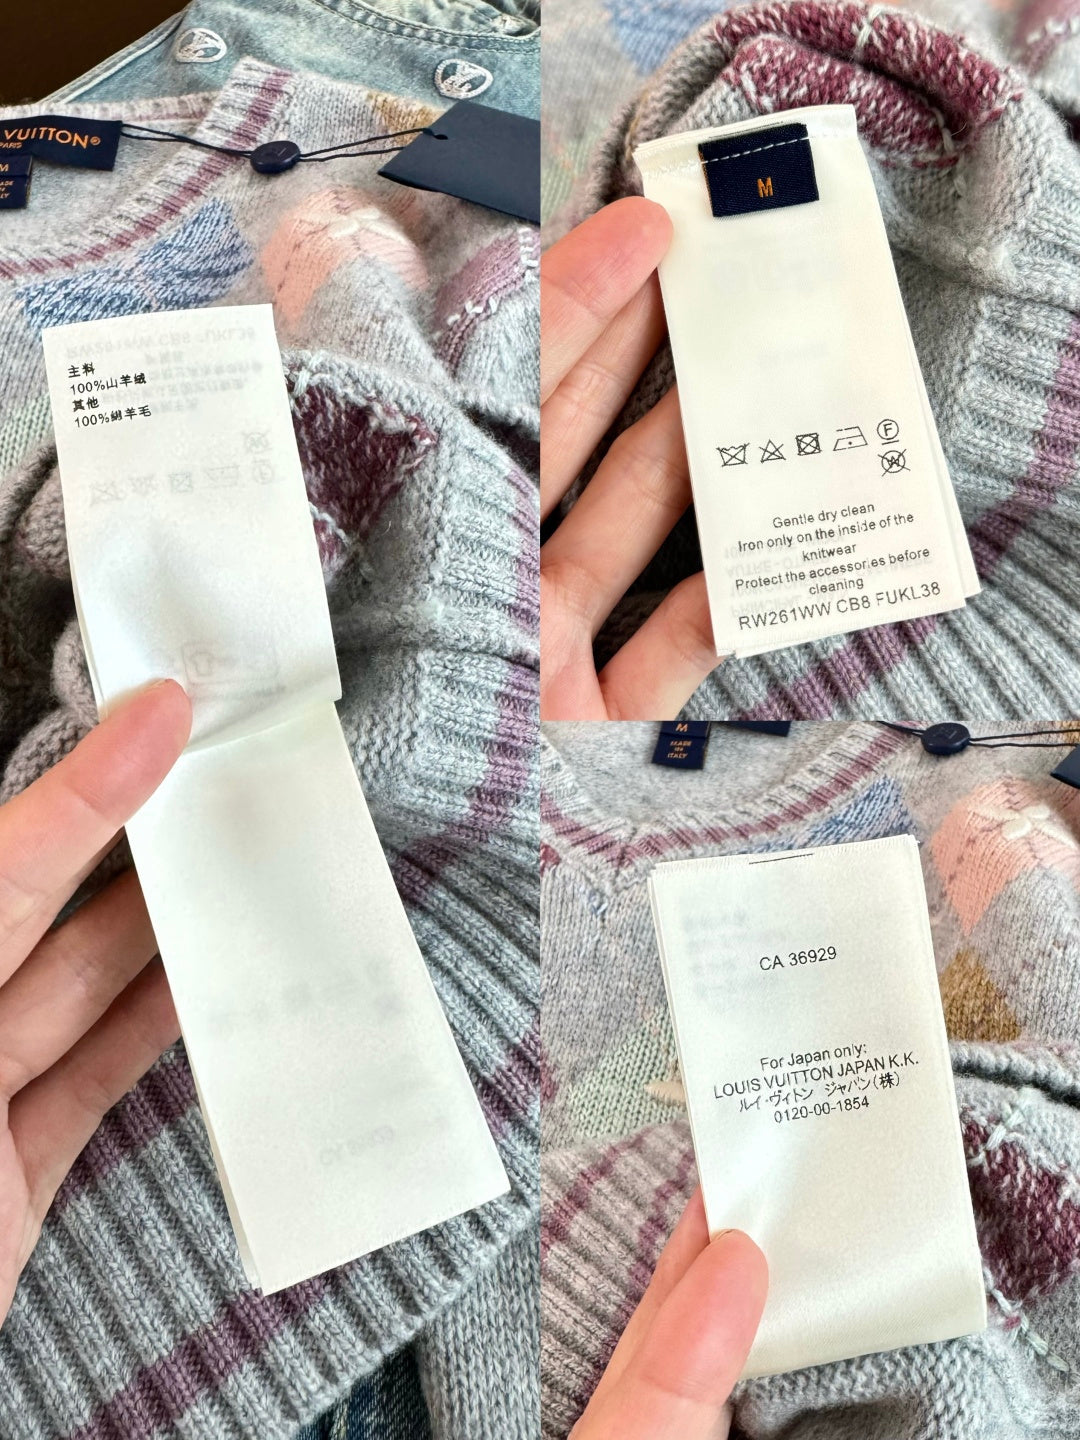 VUITTON®
PARIS
M
MADE
IN
ITALY
主料
100%山羊绒
其他
100%绵羊毛
M
F
W
Gentle dry clean
Iron only on the inside of the
knitwear
Protect the accessories before
cleaning
RW261WW CB8 FUKL38
M
MADE
IN
ITALY
CA 36929
For Japan only:
LOUIS VUITTON JAPAN K.K.
ルイ・ヴィトン ジャパン(株)
0120-00-1854